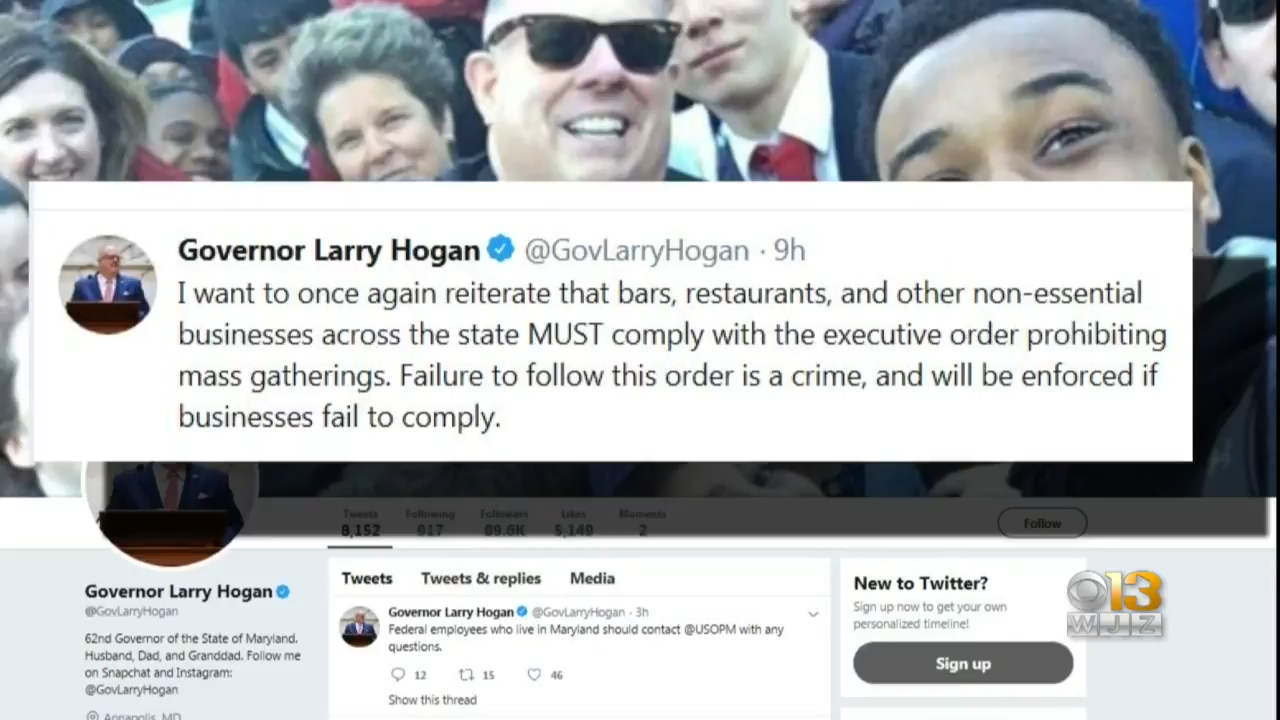 Governor Larry Hogan @GovLarryHogan · 9h
I want to once again reiterate that bars, restaurants, and other non-essential
businesses across the state MUST comply with the executive order prohibiting
mass gatherings. Failure to follow this order is a crime, and will be enforced if
businesses fail to comply.
Tweets Following Followers Likes Moments
8,152 617 89.6K 5,149 2
Follow
Tweets Tweets & replies Media
Governor Larry Hogan
@GovLarryHogan
62nd Governor of the State of Maryland.
Husband, Dad, and Granddad. Follow me
on Snapchat and Instagram:
@GovLarryHogan
Annapolis, MD
Governor Larry Hogan @GovLarryHogan · 3h
Federal employees who live in Maryland should contact @USOPM with any
questions.
12 15 46
Show this thread
New to Twitter?
Sign up now to get your own
personalized timeline!
Sign up
13
WJZ